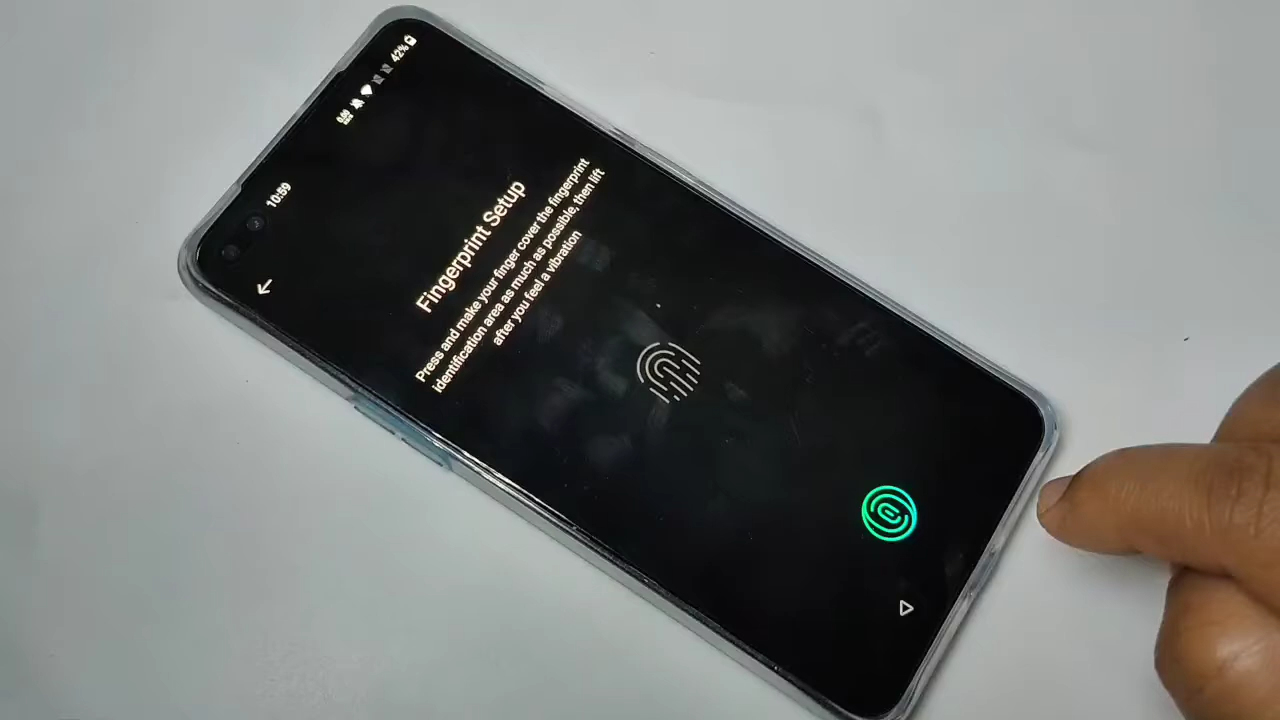 10:59
42%
Fingerprint Setup
Press and make your finger cover the fingerprint
identification area as much as possible, then lift
after you feel a vibration